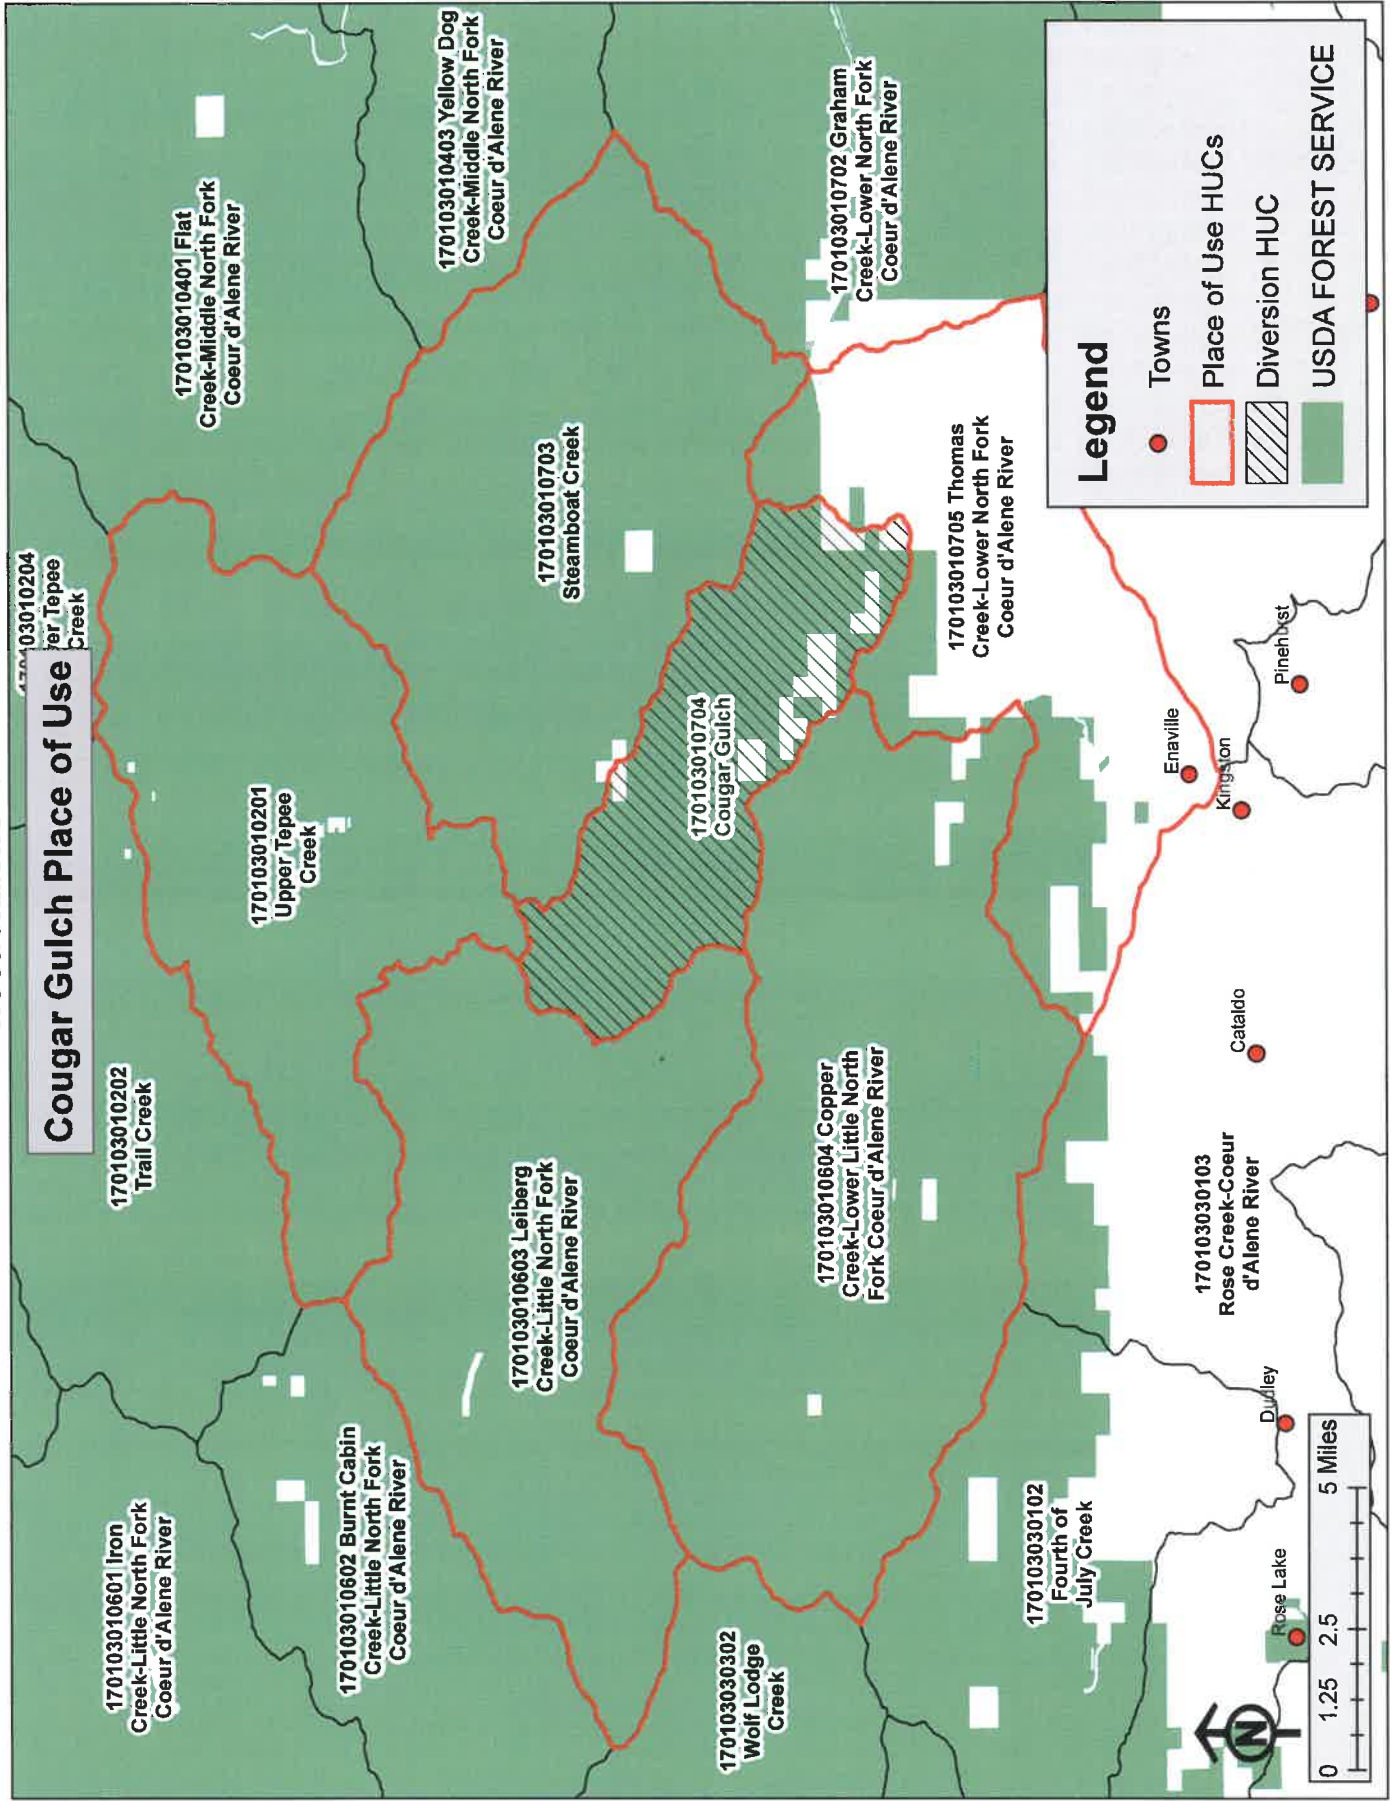 Cougar Gulch Place of Use
170103010601 Iron
Creek-Little North Fork
Coeur d'Alene River
170103010202
Trail Creek
ver Tepee
Creek
170103010401 Flat
Creek-Middle North Fork
Coeur d'Alene River
170103010602 Burnt Cabin
Creek-Little North Fork
Coeur d'Alene River
170103010201
Upper Tepee
Creek
170103010403 Yellow Dog
Creek-Middle North Fork
Coeur d'Alene River
170103010603 Leiberg
Creek-Little North Fork
Coeur d'Alene River
170103010703
Steamboat Creek
170103030302
Wolf Lodge
Creek
170103010604 Copper
Creek-Lower Little North
Fork Coeur d'Alene River
170103010704
Cougar Gulch
170103010702 Graham
Creek-Lower North Fork
Coeur d'Alene River
170103010705 Thomas
Creek-Lower North Fork
Coeur d'Alene River
170103030102
Fourth of
July Creek
170103030103
Rose Creek-Coeur
d'Alene River
Enaville
Kingston
Pinehurst
Cataldo
Dudley
Rose Lake
N
0 1.25 2.5 5 Miles
Legend
Towns
Place of Use HUCs
Diversion HUC
USDA FOREST SERVICE